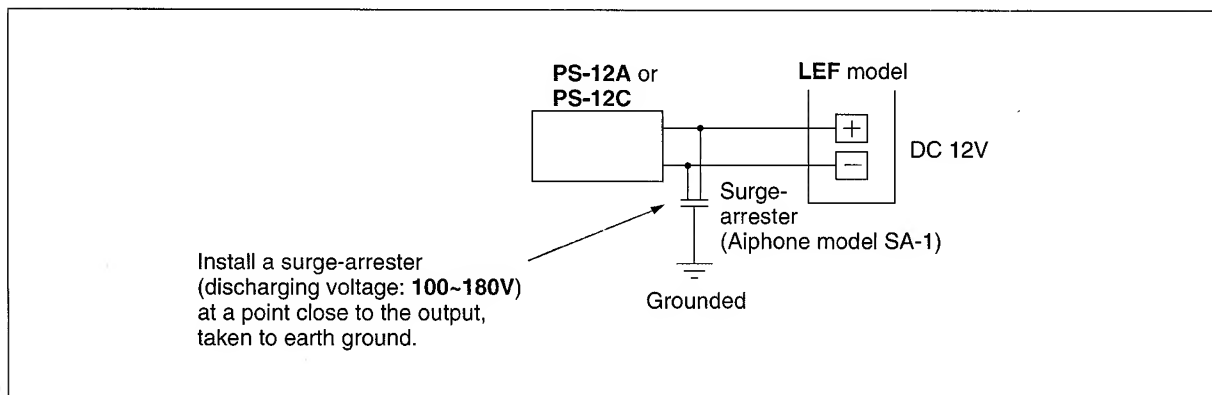 PS-12A or
PS-12C
LEF model
+
−
DC 12V
Surge-
arrester
(Aiphone model SA-1)
Grounded
Install a surge-arrester
(discharging voltage: 100~180V)
at a point close to the output,
taken to earth ground.